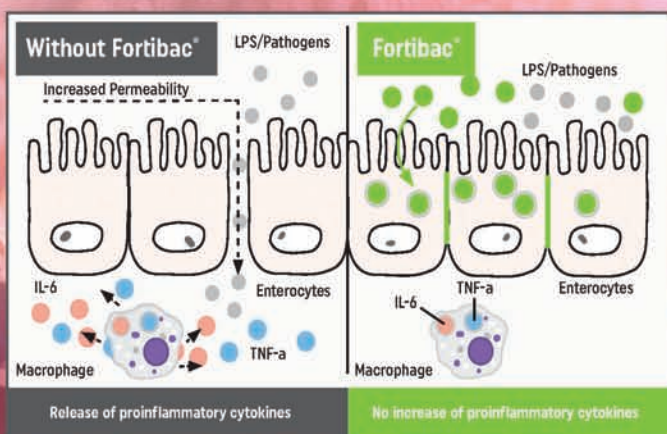 Without Fortibac®
LPS/Pathogens
Increased Permeability
IL-6
Enterocytes
TNF-a
Macrophage
Release of proinflammatory cytokines
Fortibac®
LPS/Pathogens
TNF-a
IL-6
Enterocytes
Macrophage
No increase of proinflammatory cytokines